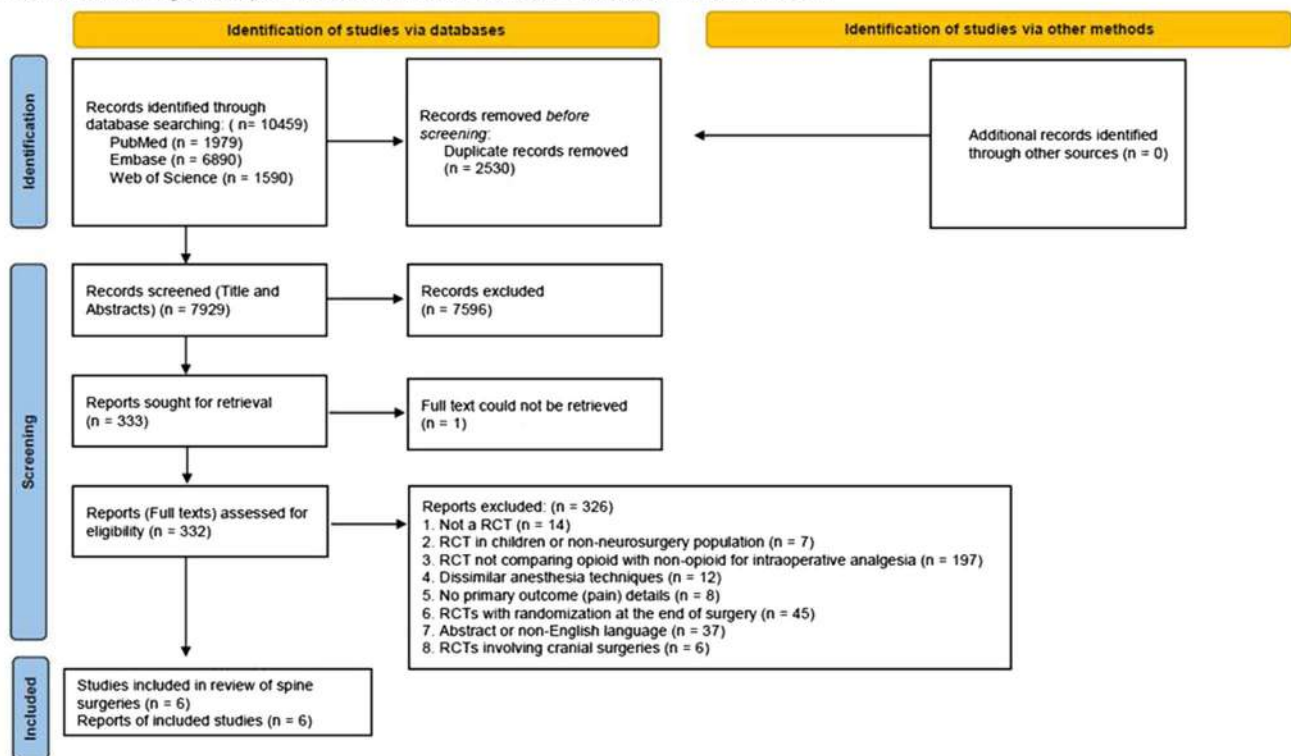 Identification of studies via databases
Identification of studies via other methods
Identification
Records identified through
database searching: ( n= 10459)
PubMed (n = 1979)
Embase (n = 6890)
Web of Science (n = 1590)
Records removed before
screening:
Duplicate records removed
(n = 2530)
Additional records identified
through other sources (n = 0)
Screening
Records screened (Title and
Abstracts) (n = 7929)
Records excluded
(n = 7596)
Reports sought for retrieval
(n = 333)
Full text could not be retrieved
(n = 1)
Reports (Full texts) assessed for
eligibility (n = 332)
Reports excluded: (n = 326)
1. Not a RCT (n = 14)
2. RCT in children or non-neurosurgery population (n = 7)
3. RCT not comparing opioid with non-opioid for intraoperative analgesia (n = 197)
4. Dissimilar anesthesia techniques (n = 12)
5. No primary outcome (pain) details (n = 8)
6. RCTs with randomization at the end of surgery (n = 45)
7. Abstract or non-English language (n = 37)
8. RCTs involving cranial surgeries (n = 6)
Included
Studies included in review of spine
surgeries (n = 6)
Reports of included studies (n = 6)